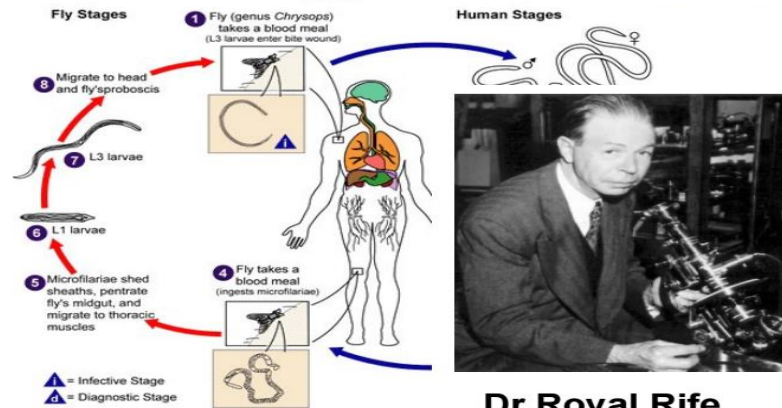 Fly Stages
Human Stages
1 Fly (genus Chrysops)
takes a blood meal
(L3 larvae enter bite wound)
8 Migrate to head
and fly'sproboscis
i
♂
♀
7 L3 larvae
6 L1 larvae
5 Microfilariae shed
sheaths, pentrate
fly's midgut, and
migrate to thoracic
muscles
4 Fly takes a
blood meal
(ingests microfilariae)
i = Infective Stage
d = Diagnostic Stage
Dr Royal Rife